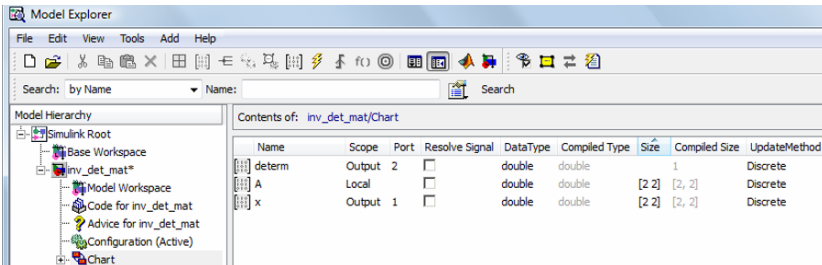 Model Explorer
File Edit View Tools Add Help
f()
Search: by Name Name: Search
Model Hierarchy
Contents of: inv_det_mat/Chart
Simulink Root
Base Workspace
inv_det_mat*
Model Workspace
Code for inv_det_mat
Advice for inv_det_mat
Configuration (Active)
Chart
Name Scope Port Resolve Signal DataType Compiled Type Size Compiled Size UpdateMethod
determ Output 2 double double 1 Discrete
A Local double double [2 2] [2, 2] Discrete
x Output 1 double double [2 2] [2, 2] Discrete